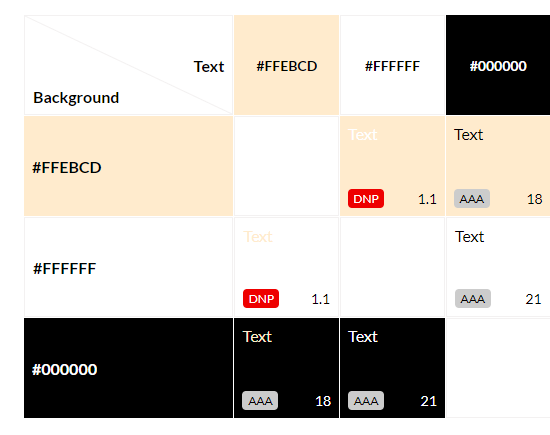 Text #FFEBCD #FFFFFF #000000
Background
#FFEBCD Text Text
DNP 1.1 AAA 18
#FFFFFF Text Text
DNP 1.1 AAA 21
#000000 Text Text
AAA 18 AAA 21